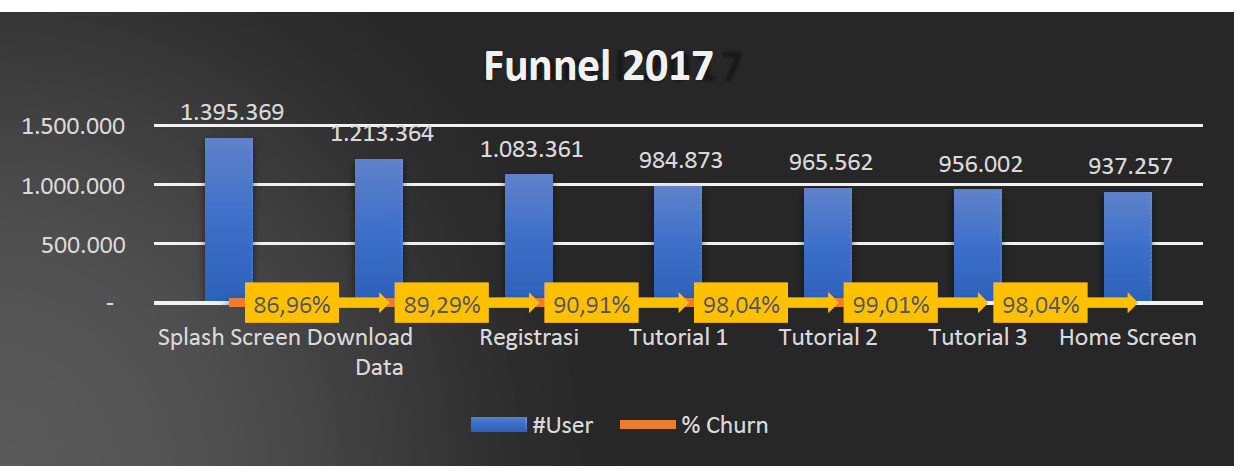 Funnel 2017
1.395.369
1.213.364
1.083.361
984.873
965.562
956.002
937.257
1.500.000
1.000.000
500.000
-
86,96%
89,29%
90,91%
98,04%
99,01%
98,04%
Splash Screen
Download
Data
Registrasi
Tutorial 1
Tutorial 2
Tutorial 3
Home Screen
#User
% Churn